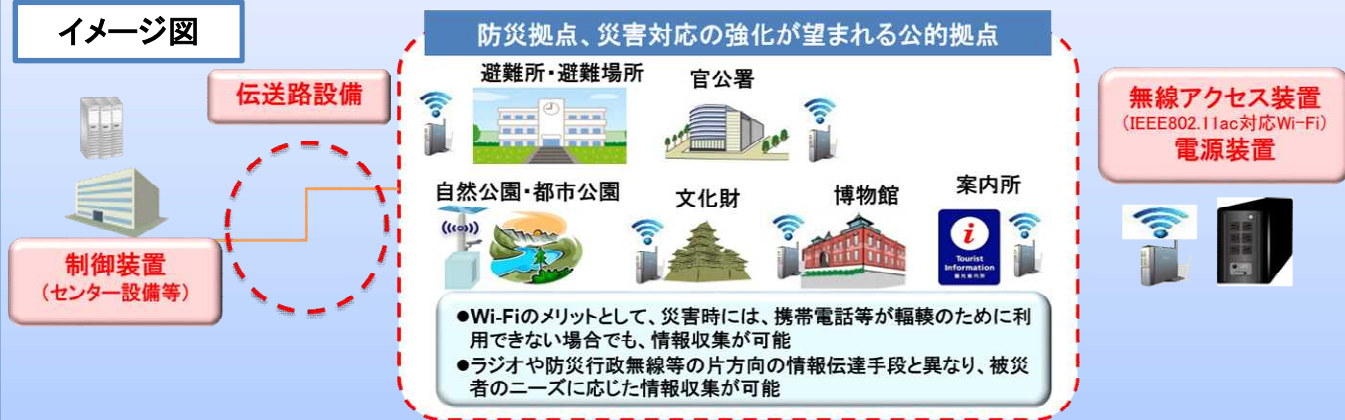 イメージ図
防災拠点、災害対応の強化が望まれる公的拠点
伝送路設備
避難所・避難場所
官公署
無線アクセス装置
(IEEE802.11ac対応Wi-Fi)
電源装置
自然公園・都市公園
文化財
博物館
案内所
i
Tourist
Information
観光案内所
制御装置
(センター設備等)
●Wi-Fiのメリットとして、災害時には、携帯電話等が輻輳のために利
用できない場合でも、情報収集が可能
●ラジオや防災行政無線等の片方向の情報伝達手段と異なり、被災
者のニーズに応じた情報収集が可能